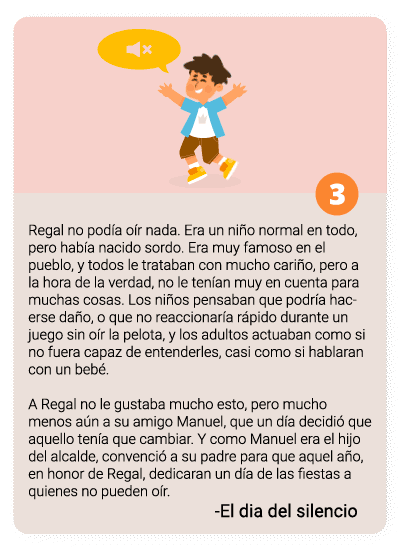 3
Regal no podía oír nada. Era un niño normal en todo,
pero había nacido sordo. Era muy famoso en el
pueblo, y todos le trataban con mucho cariño, pero a
la hora de la verdad, no le tenían muy en cuenta para
muchas cosas. Los niños pensaban que podría hac-
erse daño, o que no reaccionaría rápido durante un
juego sin oír la pelota, y los adultos actuaban como si
no fuera capaz de entenderles, casi como si hablaran
con un bebé.
A Regal no le gustaba mucho esto, pero mucho
menos aún a su amigo Manuel, que un día decidió que
aquello tenía que cambiar. Y como Manuel era el hijo
del alcalde, convenció a su padre para que aquel año,
en honor de Regal, dedicaran un día de las fiestas a
quienes no pueden oír.
-El dia del silencio